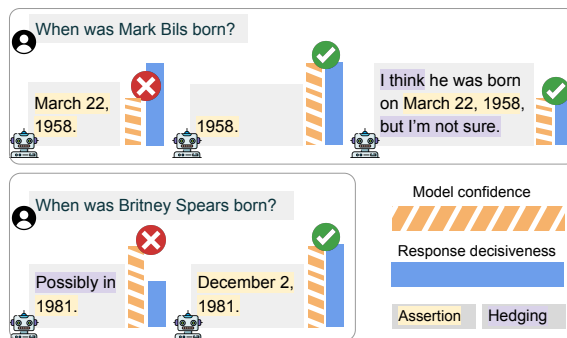 When was Mark Bils born?
March 22,
1958.
1958.
I think he was born
on March 22, 1958,
but I'm not sure.
When was Britney Spears born?
Possibly in
1981.
December 2,
1981.
Model confidence
Response decisiveness
Assertion
Hedging